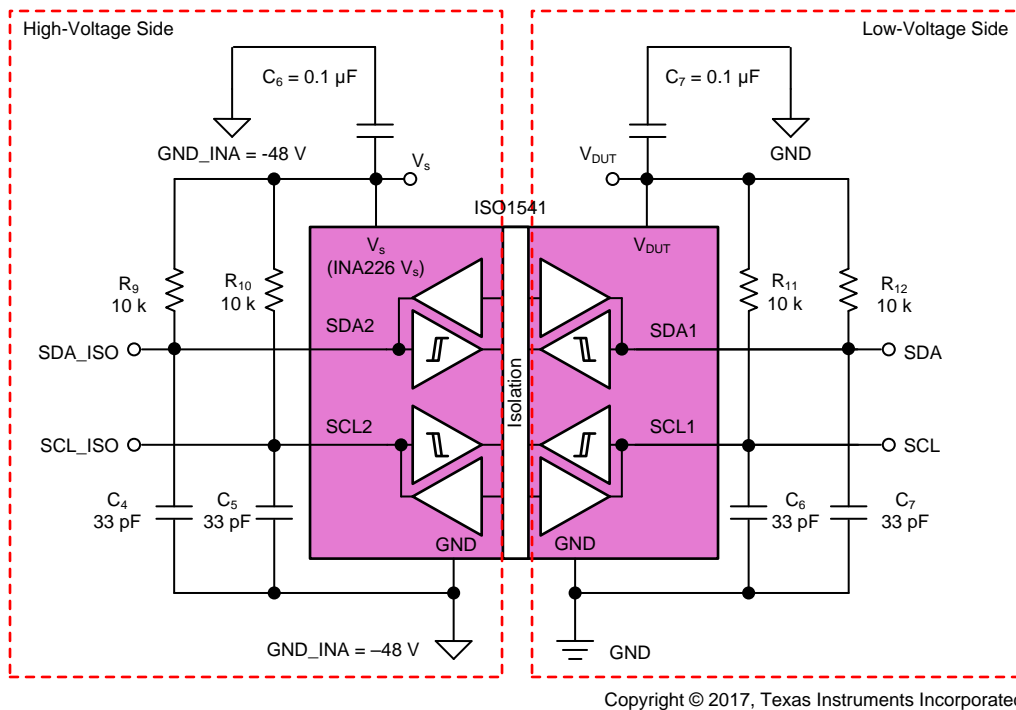 High-Voltage Side
Low-Voltage Side
C6 = 0.1 µF
C7 = 0.1 µF
GND_INA = -48 V
GND
Vs
VDUT
ISO1541
Vs
(INA226 Vs)
VDUT
R9
10 k
R10
10 k
R11
10 k
R12
10 k
SDA2
SDA1
SDA_ISO
SDA
Isolation
SCL2
SCL1
SCL_ISO
SCL
C4
33 pF
C5
33 pF
C6
33 pF
C7
33 pF
GND
GND
GND_INA = –48 V
GND
Copyright © 2017, Texas Instruments Incorporated